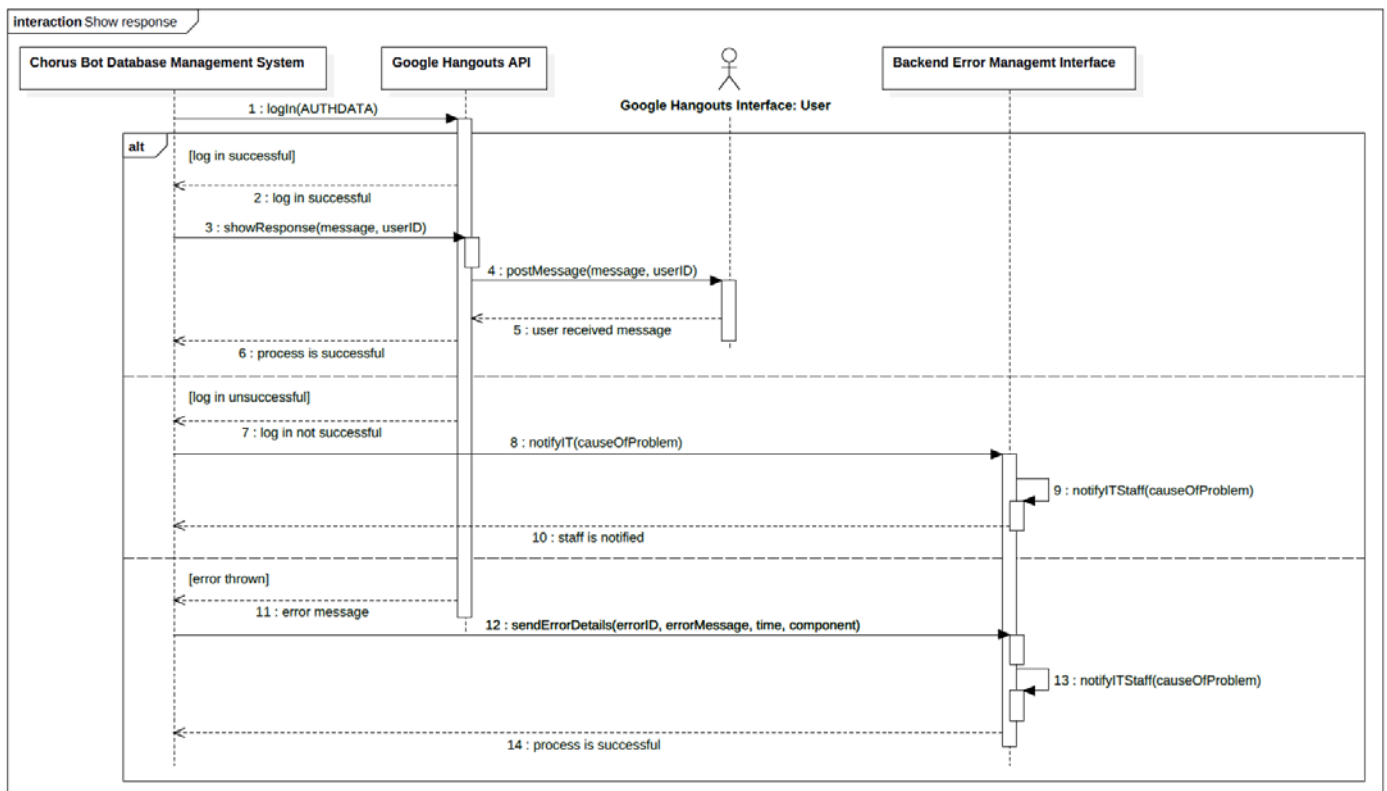 interaction Show response
Chorus Bot Database Management System
Google Hangouts API
Google Hangouts Interface: User
Backend Error Managemt Interface
1 : logIn(AUTHDATA)
alt
[log in successful]
2 : log in successful
3 : showResponse(message, userID)
4 : postMessage(message, userID)
5 : user received message
6 : process is successful
[log in unsuccessful]
7 : log in not successful
8 : notifyIT(causeOfProblem)
9 : notifyITStaff(causeOfProblem)
10 : staff is notified
[error thrown]
11 : error message
12 : sendErrorDetails(errorID, errorMessage, time, component)
13 : notifyITStaff(causeOfProblem)
14 : process is successful